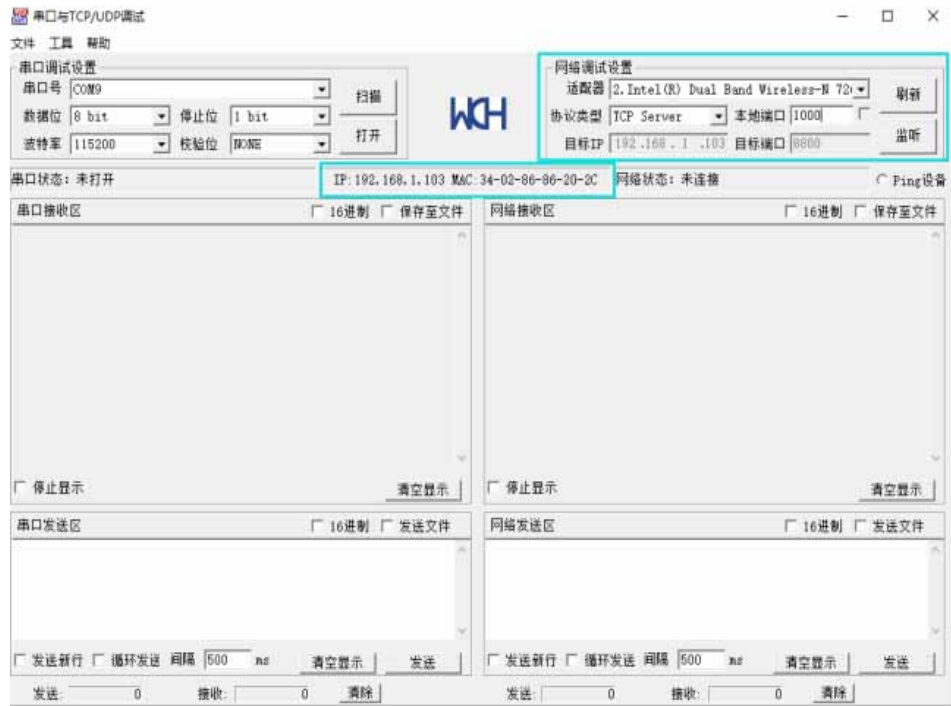 串口与TCP/UDP调试
文件 工具 帮助
串口调试设置
串口号 COM9 扫描
数据位 8 bit 停止位 1 bit
波特率 115200 校验位 NONE 打开
WCH
网络调试设置
适配器 2.Intel(R) Dual Band Wireless-N 72 刷新
协议类型 TCP Server 本地端口 1000
目标IP 192.168.1.103 目标端口 8800 监听
串口状态: 未打开 IP:192.168.1.103 MAC:34-02-86-86-20-2C 网络状态: 未连接 Ping设备
串口接收区 16进制 保存至文件
网络接收区 16进制 保存至文件
停止显示 清空显示
停止显示 清空显示
串口发送区 16进制 发送文件
网络发送区 16进制 发送文件
发送新行 循环发送 间隔 500 ms 清空显示 发送
发送新行 循环发送 间隔 500 ms 清空显示 发送
发送: 0 接收: 0 清除
发送: 0 接收: 0 清除